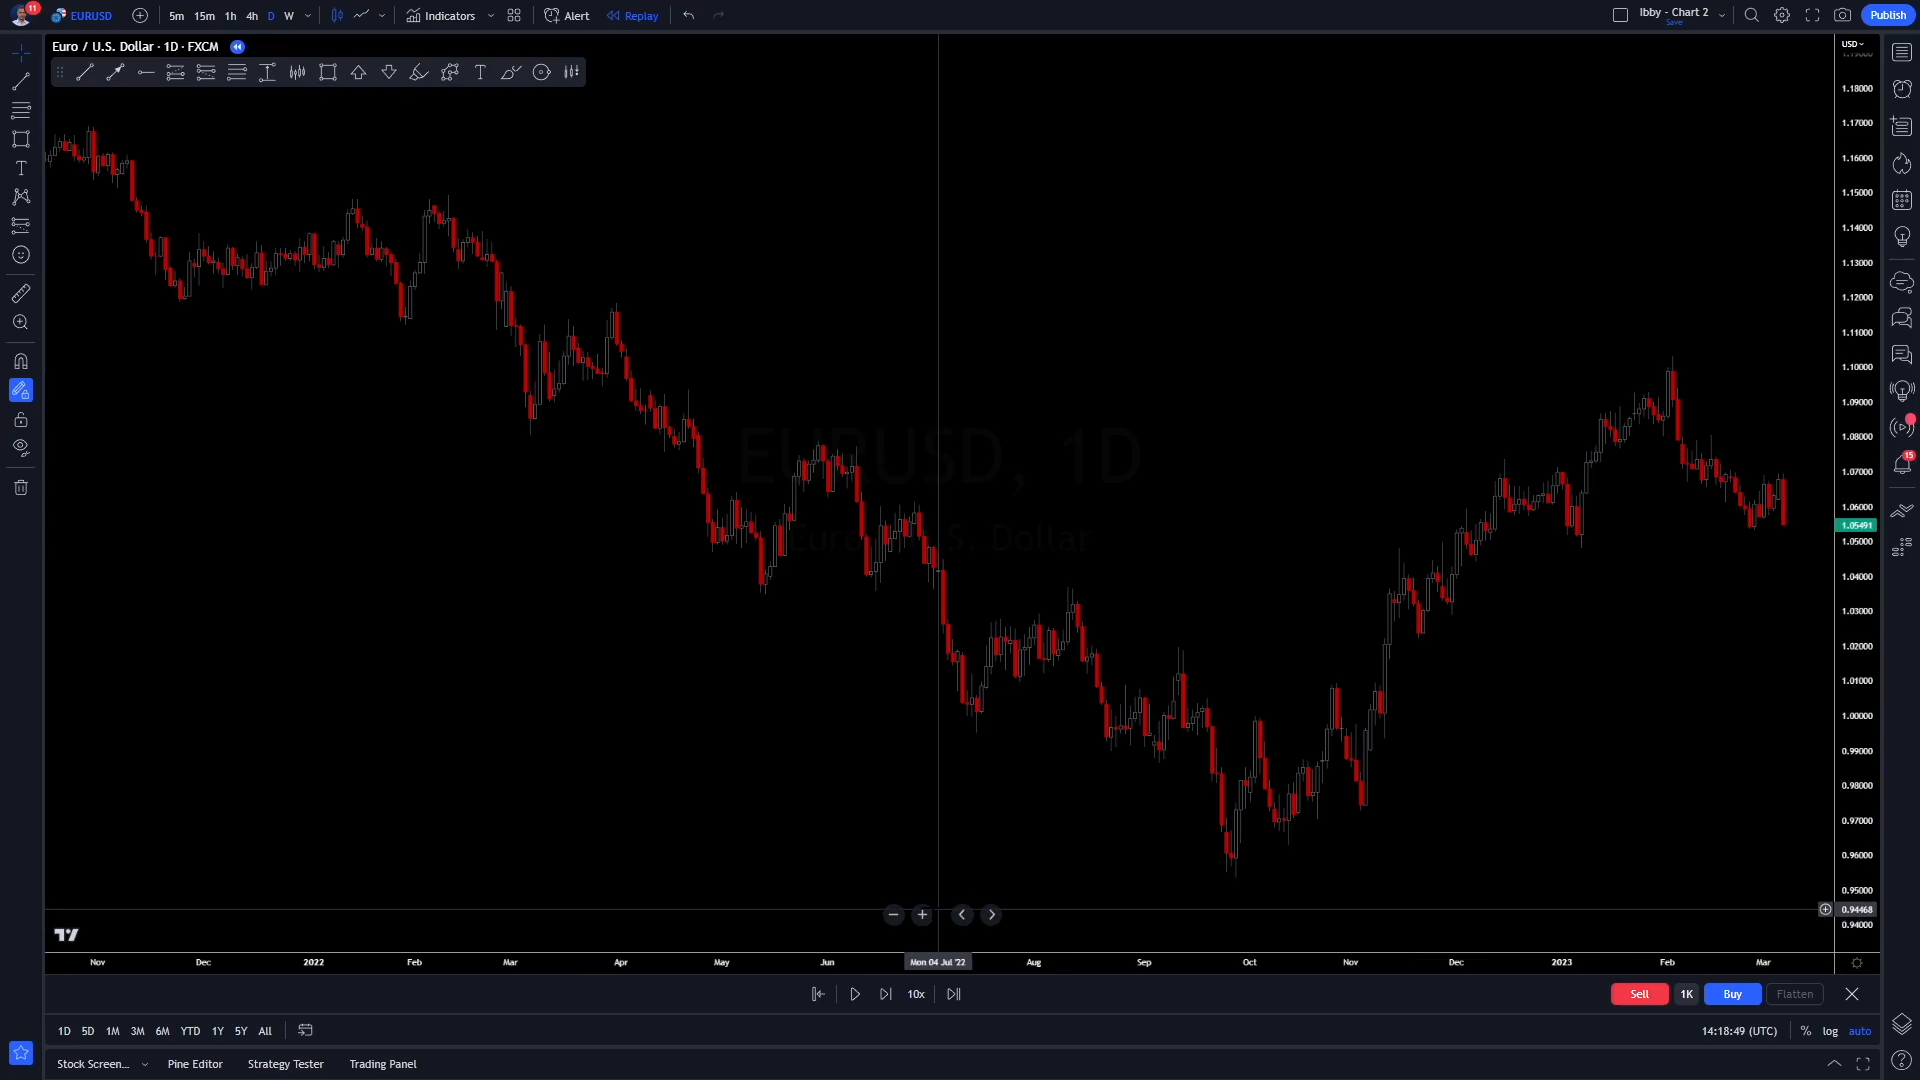 11
EURUSD
5m 15m 1h 4h D W
Indicators
Alert
Replay
Ibby - Chart 2
Save
Publish
Euro / U.S. Dollar · 1D · FXCM
USD
1.19000
1.18000
1.17000
1.16000
1.15000
1.14000
1.13000
1.12000
1.11000
1.10000
1.09000
1.08000
1.07000
1.06000
1.05491
1.05000
1.04000
1.03000
1.02000
1.01000
1.00000
0.99000
0.98000
0.97000
0.96000
0.95000
0.94468
0.94000
15
EURUSD, 1D
Euro / U.S. Dollar
Nov Dec 2022 Feb Mar Apr May Jun Mon 04 Jul '22 Aug Sep Oct Nov Dec 2023 Feb Mar
10x
Sell 1K Buy Flatten
1D 5D 1M 3M 6M YTD 1Y 5Y All
14:18:49 (UTC) % log auto
Stock Screen... Pine Editor Strategy Tester Trading Panel